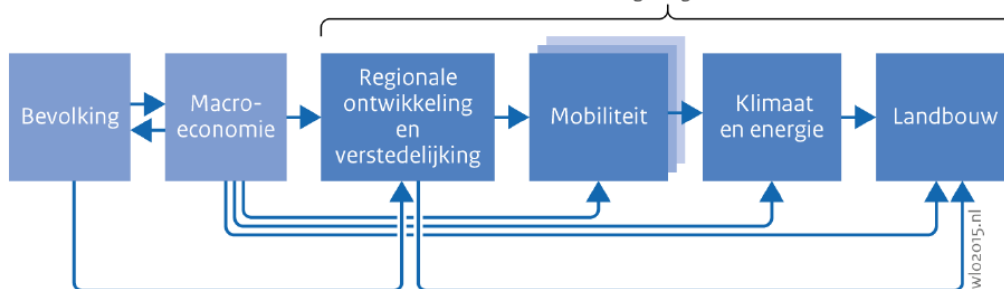 Bevolking
Macro-
economie
Regionale
ontwikkeling
en
verstedelijking
Mobiliteit
Klimaat
en energie
Landbouw
wlo2015.nl